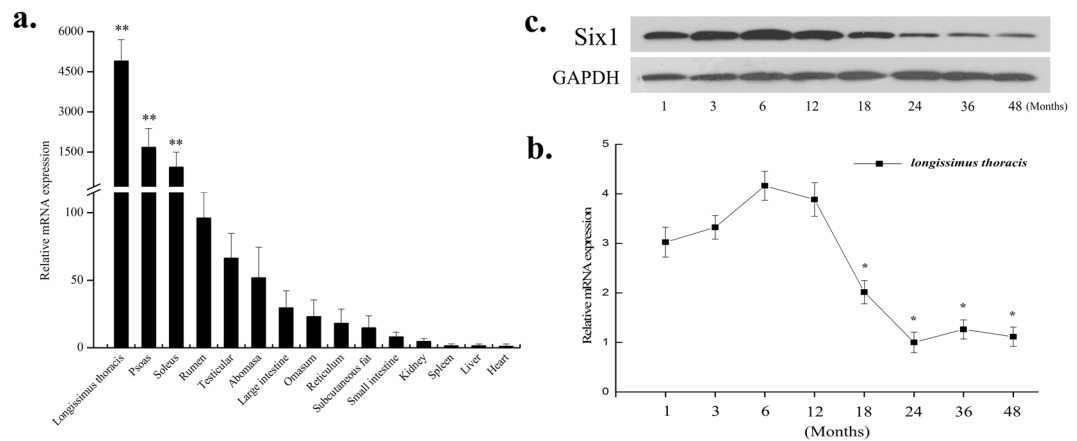 a.
6000
4500
3000
1500
100
50
0
Relative mRNA expression
**
**
**
Longissimus thoracis
Psoas
Soleus
Rumen
Testicular
Abomasa
Large intestine
Omasum
Reticulum
Subcutaneous fat
Small intestine
Kidney
Spleen
Liver
Heart
c.
Six1
GAPDH
1 3 6 12 18 24 36 48 (Months)
b.
longissimus thoracis
5
4
3
2
1
0
Relative mRNA expression
*
*
*
*
1 3 6 12 18 24 36 48
(Months)